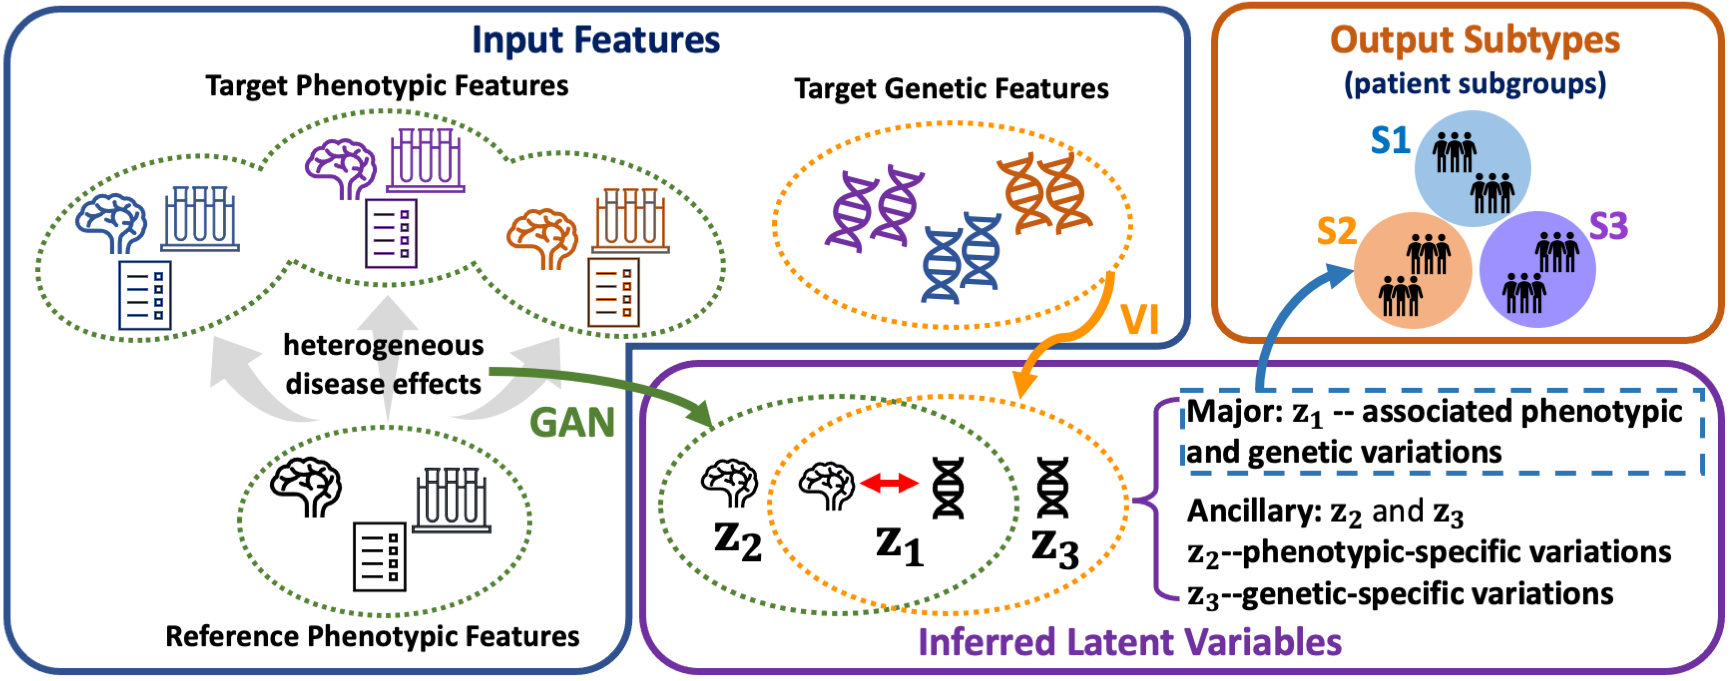 Input Features
Target Phenotypic Features
Target Genetic Features
heterogeneous
disease effects
GAN
VI
Reference Phenotypic Features
Output Subtypes
(patient subgroups)
S1
S2
S3
z₂
z₁
z₃
Major: z₁ -- associated phenotypic
and genetic variations
Ancillary: z₂ and z₃
z₂--phenotypic-specific variations
z₃--genetic-specific variations
Inferred Latent Variables